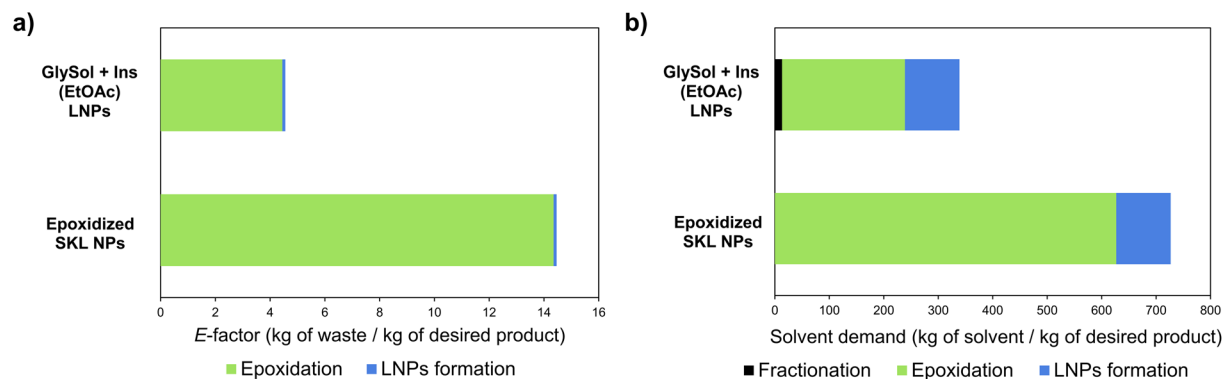 a)
GlySol + Ins
(EtOAc)
LNPs
Epoxidized
SKL NPs
0 2 4 6 8 10 12 14 16
E-factor (kg of waste / kg of desired product)
Epoxidation LNPs formation
b)
GlySol + Ins
(EtOAc)
LNPs
Epoxidized
SKL NPs
0 100 200 300 400 500 600 700 800
Solvent demand (kg of solvent / kg of desired product)
Fractionation Epoxidation LNPs formation